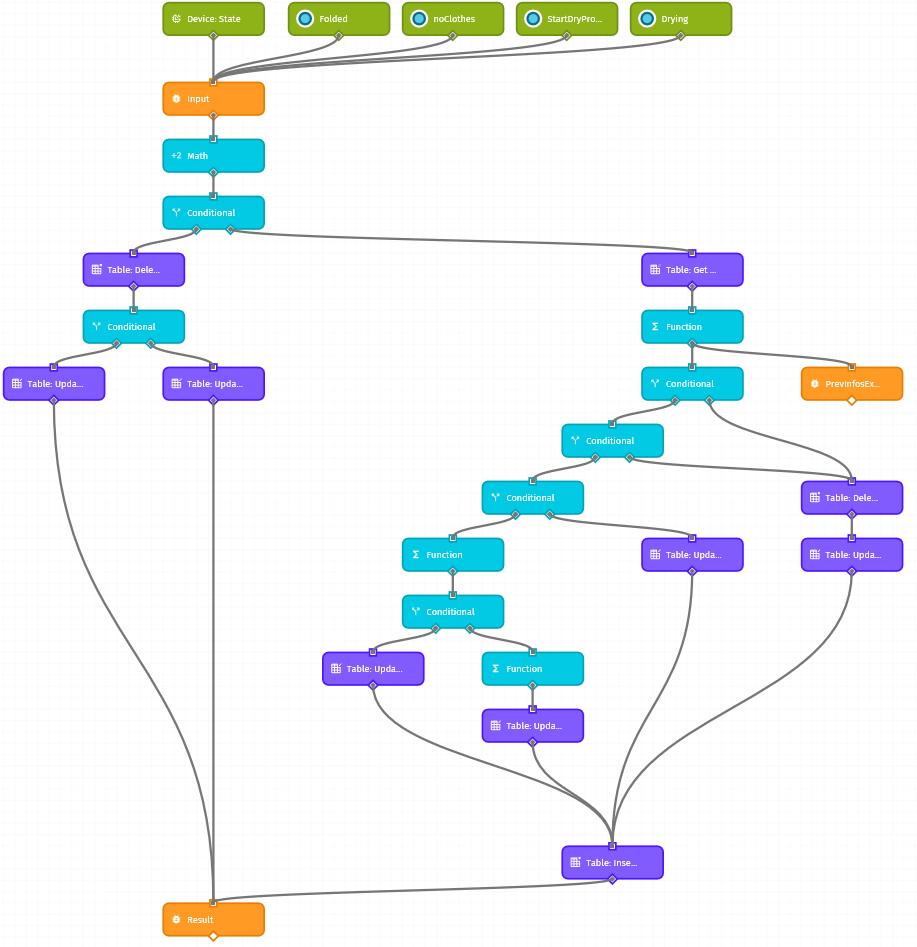 Device: State
Folded
noClothes
StartDryPro...
Drying
Input
+2 Math
Conditional
Table: Dele...
Table: Get ...
Conditional
Function
Table: Upda...
Table: Upda...
Conditional
PrevInfosEx...
Conditional
Conditional
Table: Dele...
Function
Table: Upda...
Table: Upda...
Conditional
Table: Upda...
Function
Table: Upda...
Table: Inse...
Result